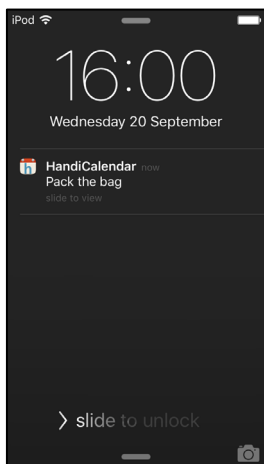 iPod
16:00
Wednesday 20 September
h
HandiCalendar now
Pack the bag
slide to view
slide to unlock